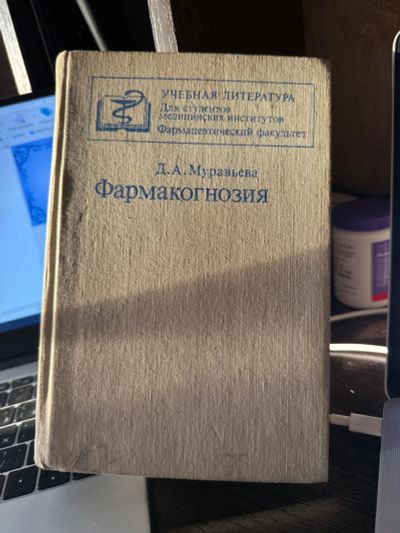 УЧЕБНАЯ ЛИТЕРАТУРА
Для студентов
медицинских институтов
Фармацевтический факультет
Д.А.Муравьева
Фармакогнозия